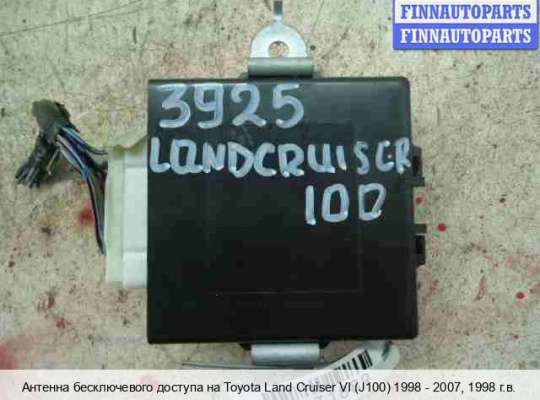 FINNAUTOPARTS
FINNAUTOPARTS
3925
LANDCRUISER
100
Антенна бесключевого доступа на Toyota Land Cruiser VI (J100) 1998 - 2007, 1998 г.в.